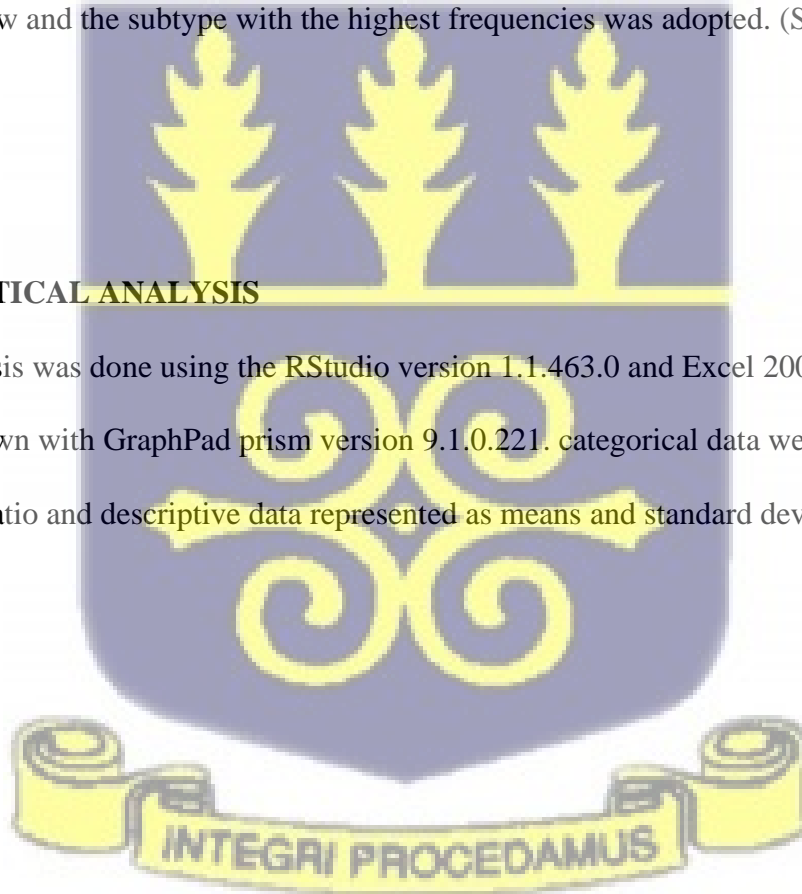 w and the subtype with the highest frequencies was adopted. (S
TICAL ANALYSIS
sis was done using the RStudio version 1.1.463.0 and Excel 200
wn with GraphPad prism version 9.1.0.221. categorical data we
atio and descriptive data represented as means and standard dev
INTEGRI PROCEDAMUS